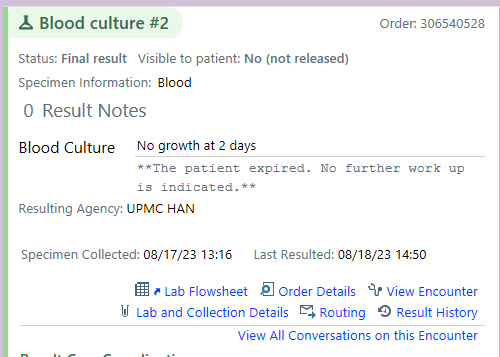 Blood culture #2 Order: 306540528
Status: Final result Visible to patient: No (not released)
Specimen Information: Blood
0 Result Notes
Blood Culture No growth at 2 days
**The patient expired. No further work up
is indicated.**
Resulting Agency: UPMC HAN
Specimen Collected: 08/17/23 13:16 Last Resulted: 08/18/23 14:50
Lab Flowsheet Order Details View Encounter
Lab and Collection Details Routing Result History
View All Conversations on this Encounter